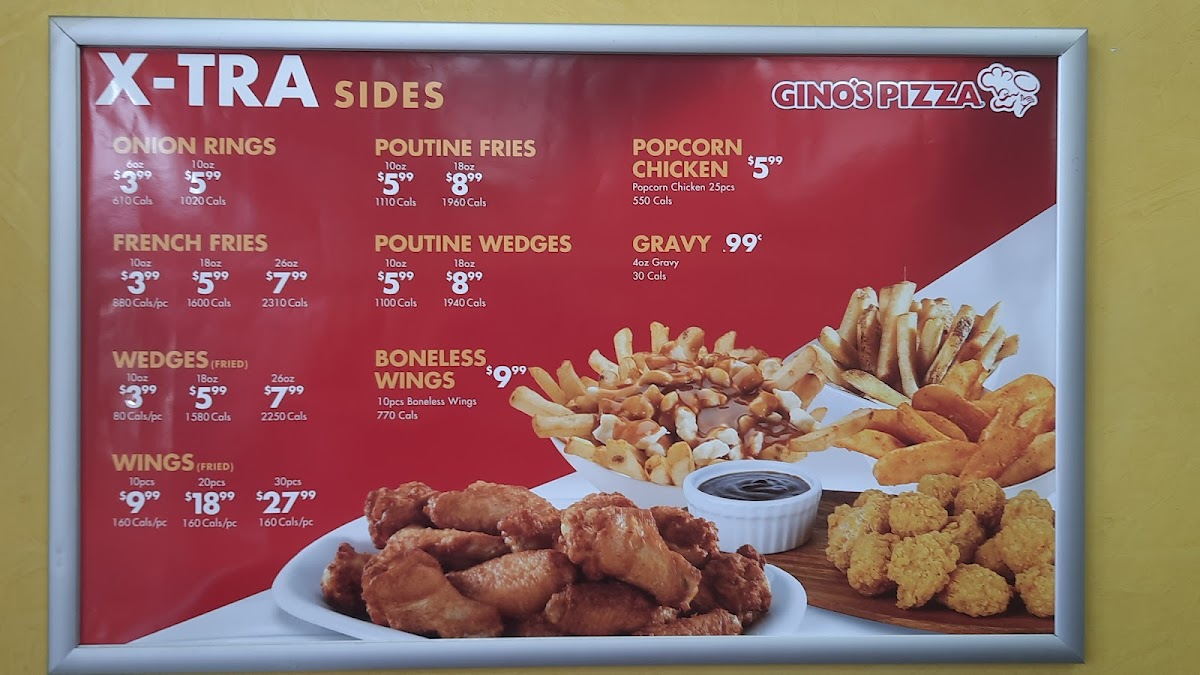 X-TRA SIDES
GINO'S PIZZA
ONION RINGS
6oz 10oz
$3.99 $5.99
610 Cals 1020 Cals
FRENCH FRIES
10oz 18oz 26oz
$3.99 $5.99 $7.99
880 Cals/pc 1600 Cals 2310 Cals
WEDGES (FRIED)
10oz 18oz 26oz
$3.99 $5.99 $7.99
80 Cals/pc 1580 Cals 2250 Cals
WINGS (FRIED)
10pcs 20pcs 30pcs
$9.99 $18.99 $27.99
160 Cals/pc 160 Cals/pc 160 Cals/pc
POUTINE FRIES
10oz 18oz
$5.99 $8.99
1110 Cals 1960 Cals
POUTINE WEDGES
10oz 18oz
$5.99 $8.99
1100 Cals 1940 Cals
BONELESS
WINGS $9.99
10pcs Boneless Wings
770 Cals
POPCORN
CHICKEN $5.99
Popcorn Chicken 25pcs
550 Cals
GRAVY .99¢
4oz Gravy
30 Cals